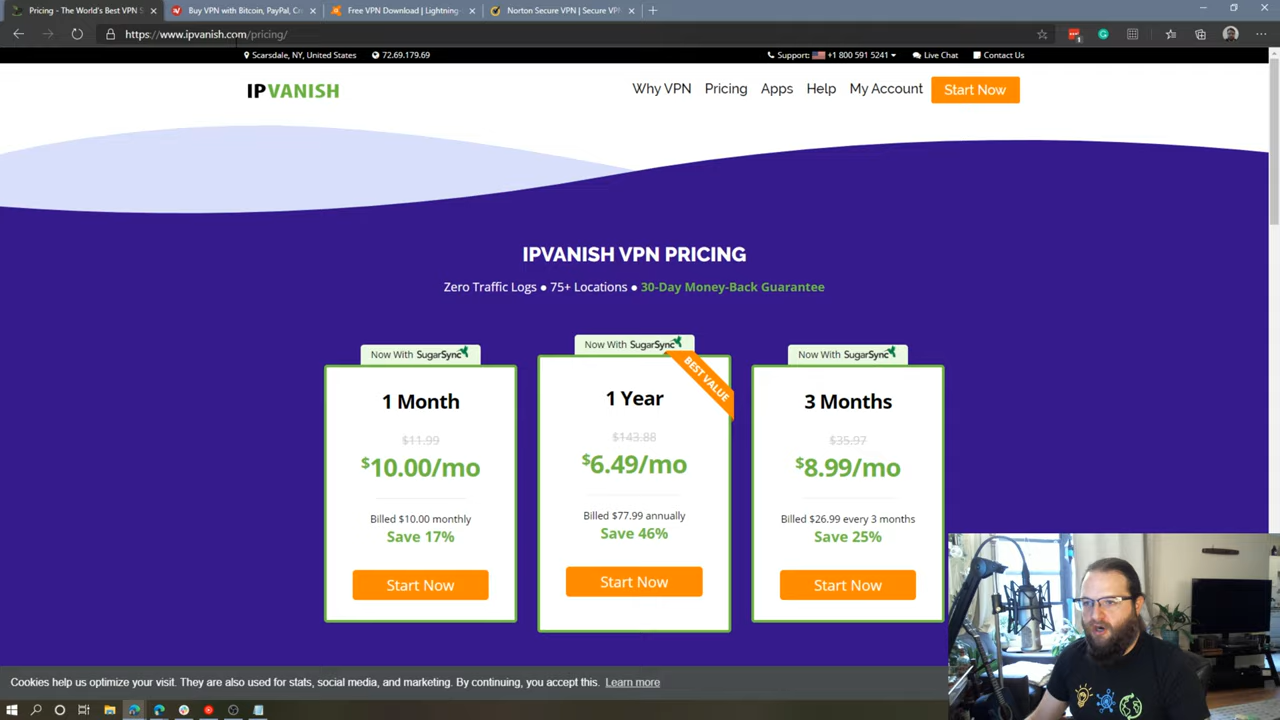 Pricing - The World's Best VPN S
Buy VPN with Bitcoin, PayPal, Cr
Free VPN Download | Lightning
Norton Secure VPN | Secure VPN
https://www.ipvanish.com/pricing/
Scarsdale, NY, United States
72.69.179.69
Support: +1 800 591 5241
Live Chat
Contact Us
IPVANISH
Why VPN
Pricing
Apps
Help
My Account
Start Now
IPVANISH VPN PRICING
Zero Traffic Logs ● 75+ Locations ● 30-Day Money-Back Guarantee
Now With SugarSync
1 Month
$11.99
$10.00/mo
Billed $10.00 monthly
Save 17%
Start Now
Now With SugarSync
BEST VALUE
1 Year
$143.88
$6.49/mo
Billed $77.99 annually
Save 46%
Start Now
Now With SugarSync
3 Months
$35.97
$8.99/mo
Billed $26.99 every 3 months
Save 25%
Start Now
Cookies help us optimize your visit. They are also used for stats, social media, and marketing. By continuing, you accept this. Learn more